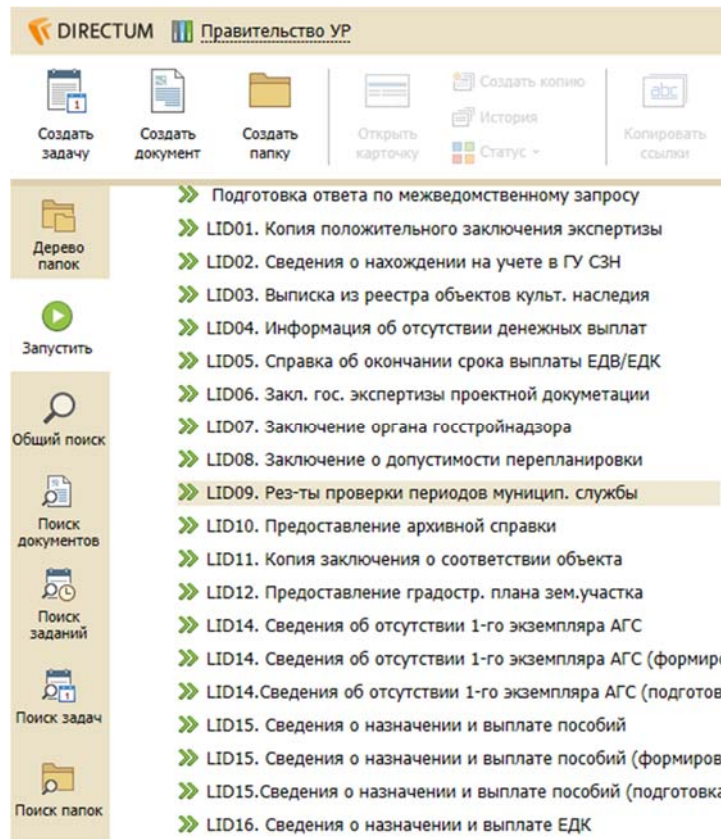 DIRECTUM Правительство УР
Создать задачу
Создать документ
Создать папку
Открыть карточку
Создать копию
История
Статус
abc
Копировать ссылки
Дерево папок
Запустить
Общий поиск
Поиск документов
Поиск заданий
Поиск задач
Поиск папок
Подготовка ответа по межведомственному запросу
LID01. Копия положительного заключения экспертизы
LID02. Сведения о нахождении на учете в ГУ СЗН
LID03. Выписка из реестра объектов культ. наследия
LID04. Информация об отсутствии денежных выплат
LID05. Справка об окончании срока выплаты ЕДВ/ЕДК
LID06. Закл. гос. экспертизы проектной докуметации
LID07. Заключение органа госстройнадзора
LID08. Заключение о допустимости перепланировки
LID09. Рез-ты проверки периодов муницип. службы
LID10. Предоставление архивной справки
LID11. Копия заключения о соответствии объекта
LID12. Предоставление градостр. плана зем.участка
LID14. Сведения об отсутствии 1-го экземпляра АГС
LID14. Сведения об отсутствии 1-го экземпляра АГС (формиро
LID14.Сведения об отсутствии 1-го экземпляра АГС (подготов
LID15. Сведения о назначении и выплате пособий
LID15. Сведения о назначении и выплате пособий (формиров
LID15.Сведения о назначении и выплате пособий (подготовка
LID16. Сведения о назначении и выплате ЕДК